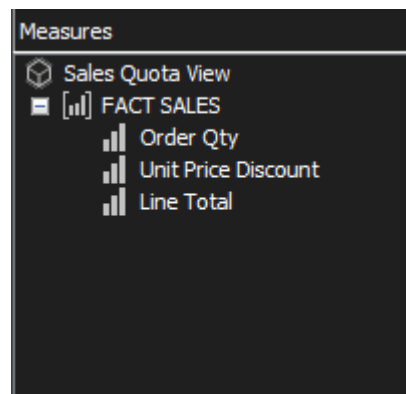 Measures
Sales Quota View
FACT SALES
Order Qty
Unit Price Discount
Line Total